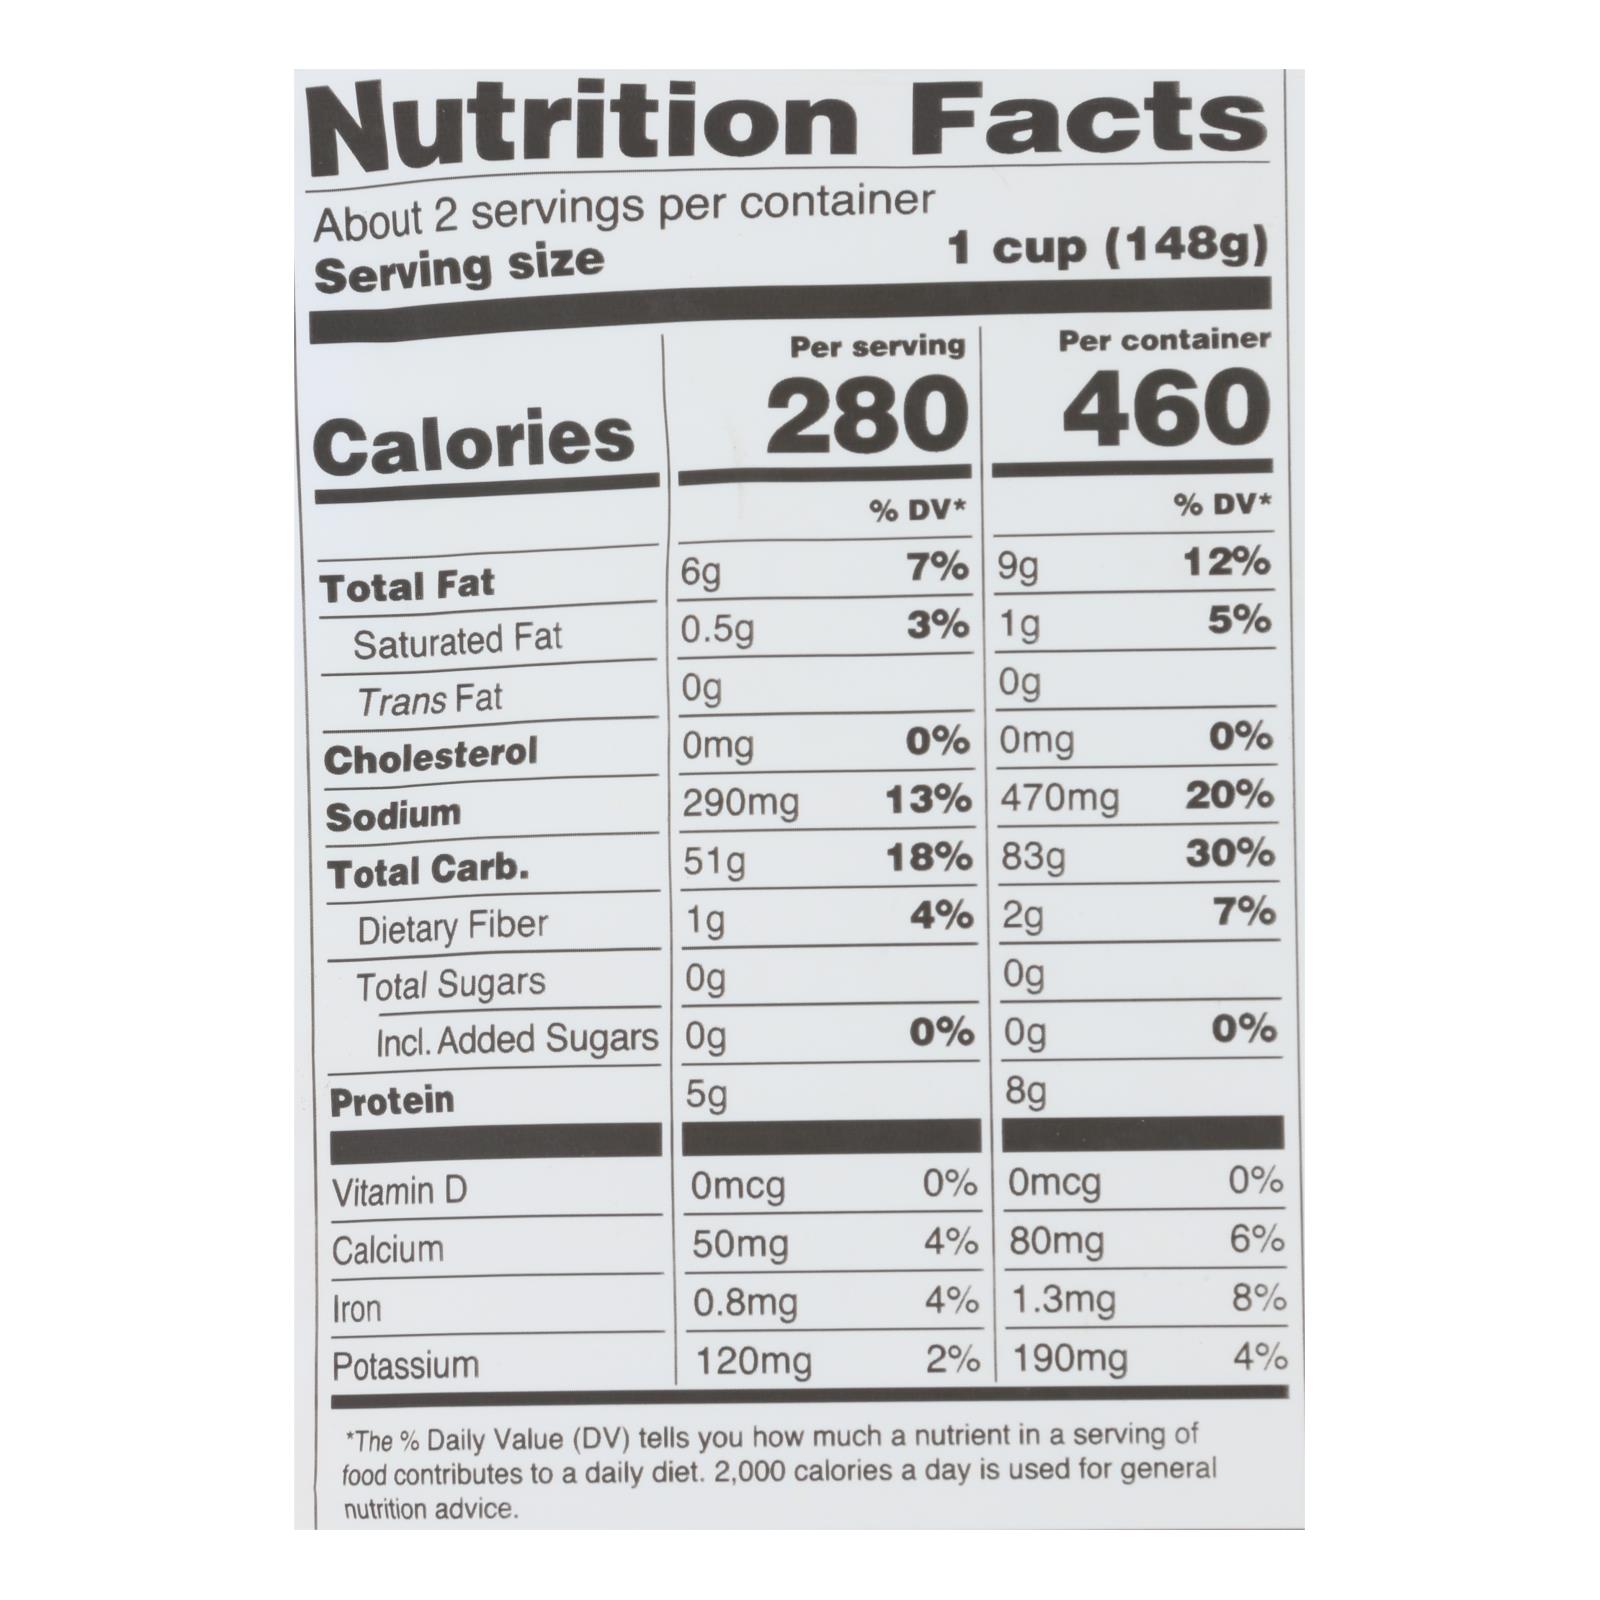 Nutrition Facts
About 2 servings per container
Serving size 1 cup (148g)
Per serving Per container
Calories 280 460
% DV* % DV*
Total Fat 6g 7% 9g 12%
Saturated Fat 0.5g 3% 1g 5%
Trans Fat 0g 0g
Cholesterol 0mg 0% 0mg 0%
Sodium 290mg 13% 470mg 20%
Total Carb. 51g 18% 83g 30%
Dietary Fiber 1g 4% 2g 7%
Total Sugars 0g 0g
Incl. Added Sugars 0g 0% 0g 0%
Protein 5g 8g
Vitamin D 0mcg 0% 0mcg 0%
Calcium 50mg 4% 80mg 6%
Iron 0.8mg 4% 1.3mg 8%
Potassium 120mg 2% 190mg 4%
*The % Daily Value (DV) tells you how much a nutrient in a serving of
food contributes to a daily diet. 2,000 calories a day is used for general
nutrition advice.